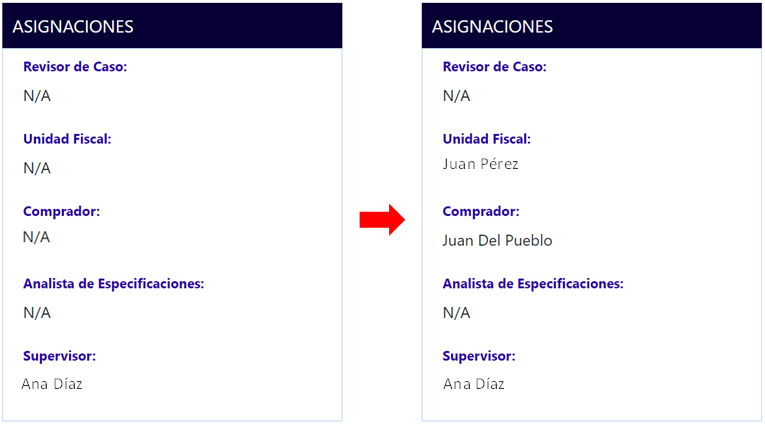 ASIGNACIONES
Revisor de Caso:
N/A
Unidad Fiscal:
N/A
Comprador:
N/A
Analista de Especificaciones:
N/A
Supervisor:
Ana Díaz
ASIGNACIONES
Revisor de Caso:
N/A
Unidad Fiscal:
Juan Pérez
Comprador:
Juan Del Pueblo
Analista de Especificaciones:
N/A
Supervisor:
Ana Díaz